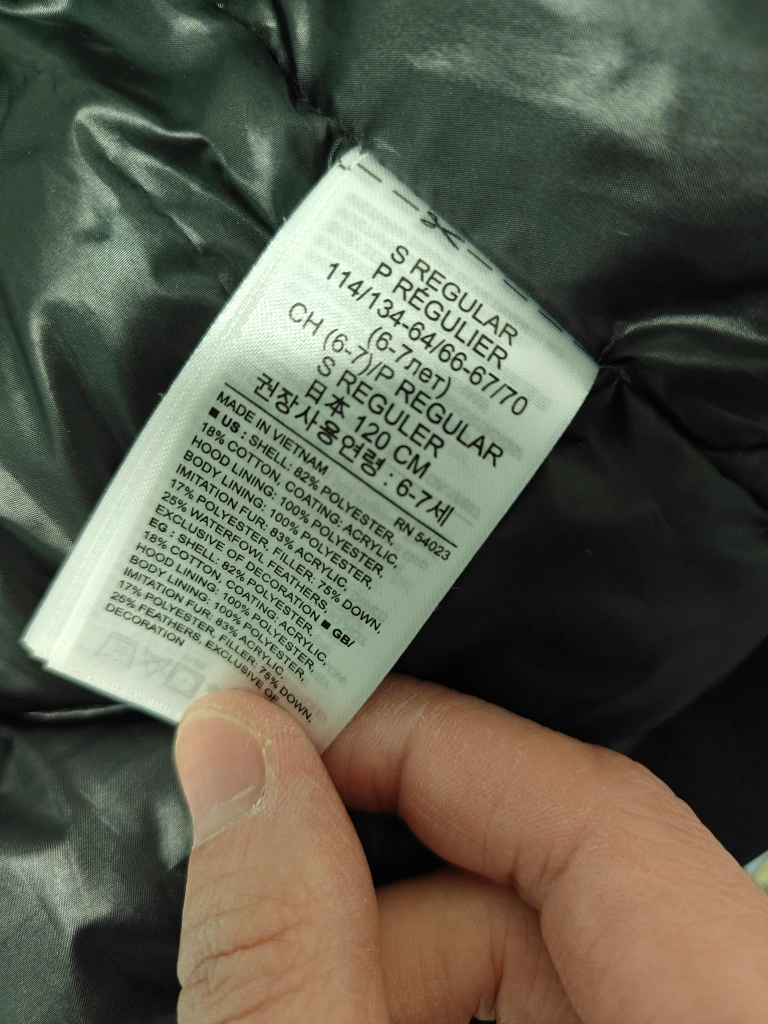 S REGULAR
P RÉGULIER
114/134-64/66-67/70
(6-7лет)
CH (6-7)/P REGULAR
S REGULER
日本 120 CM
권장사용연령 : 6-7세
MADE IN VIETNAM RN 54023
■ US : SHELL: 82% POLYESTER,
18% COTTON, COATING: ACRYLIC,
HOOD LINING: 100% POLYESTER,
BODY LINING: 100% POLYESTER,
IMITATION FUR: 83% ACRYLIC,
17% POLYESTER, FILLER: 75% DOWN,
25% WATERFOWL FEATHERS,
EXCLUSIVE OF DECORATION ■ GB/
EG : SHELL: 82% POLYESTER,
18% COTTON, COATING: ACRYLIC,
HOOD LINING: 100% POLYESTER,
BODY LINING: 100% POLYESTER,
IMITATION FUR: 83% ACRYLIC,
17% POLYESTER, FILLER: 75% DOWN,
25% FEATHERS, EXCLUSIVE OF
DECORATION